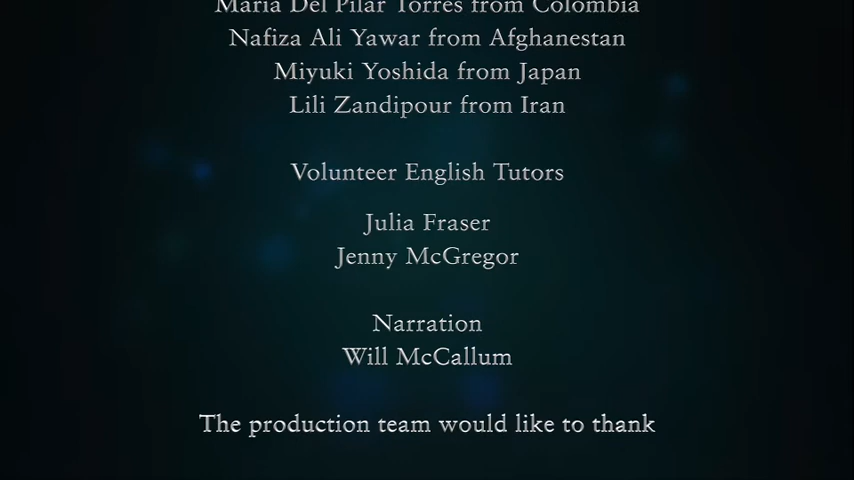 Maria Del Pilar Torres from Colombia
Nafiza Ali Yawar from Afghanestan
Miyuki Yoshida from Japan
Lili Zandipour from Iran
Volunteer English Tutors
Julia Fraser
Jenny McGregor
Narration
Will McCallum
The production team would like to thank